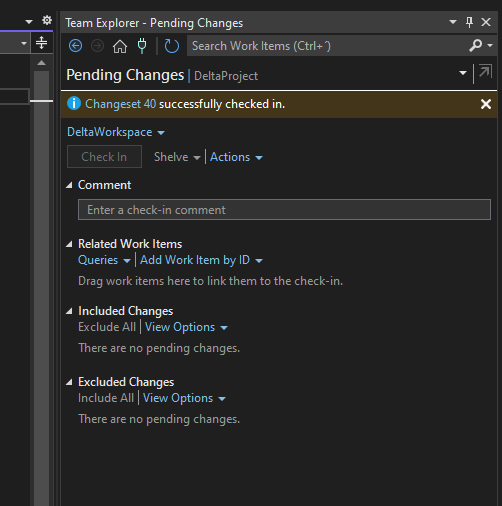 Team Explorer - Pending Changes
Search Work Items (Ctrl+´)
Pending Changes | DeltaProject
Changeset 40 successfully checked in.
DeltaWorkspace
Check In Shelve Actions
Comment
Enter a check-in comment
Related Work Items
Queries Add Work Item by ID
Drag work items here to link them to the check-in.
Included Changes
Exclude All View Options
There are no pending changes.
Excluded Changes
Include All View Options
There are no pending changes.